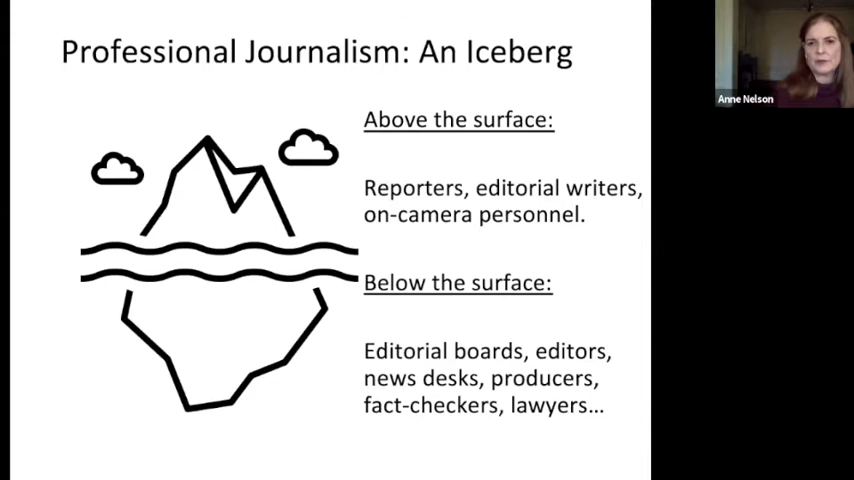 Professional Journalism: An Iceberg
Anne Nelson
Above the surface:
Reporters, editorial writers,
on-camera personnel.
Below the surface:
Editorial boards, editors,
news desks, producers,
fact-checkers, lawyers…